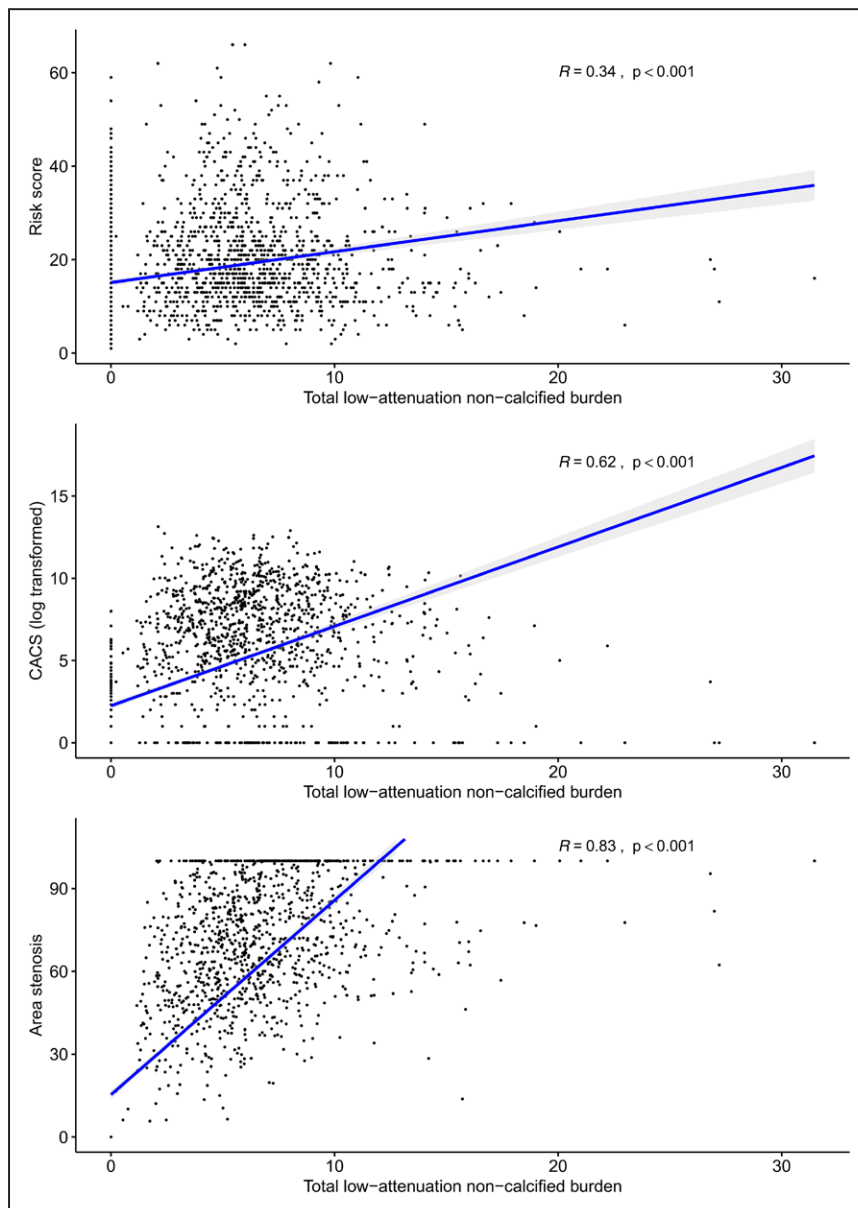 R = 0.34 , p < 0.001
Risk score
60
40
20
0
0 10 20 30
Total low−attenuation non−calcified burden
R = 0.62 , p < 0.001
CACS (log transformed)
15
10
5
0
0 10 20 30
Total low−attenuation non−calcified burden
R = 0.83 , p < 0.001
Area stenosis
90
60
30
0
0 10 20 30
Total low−attenuation non−calcified burden